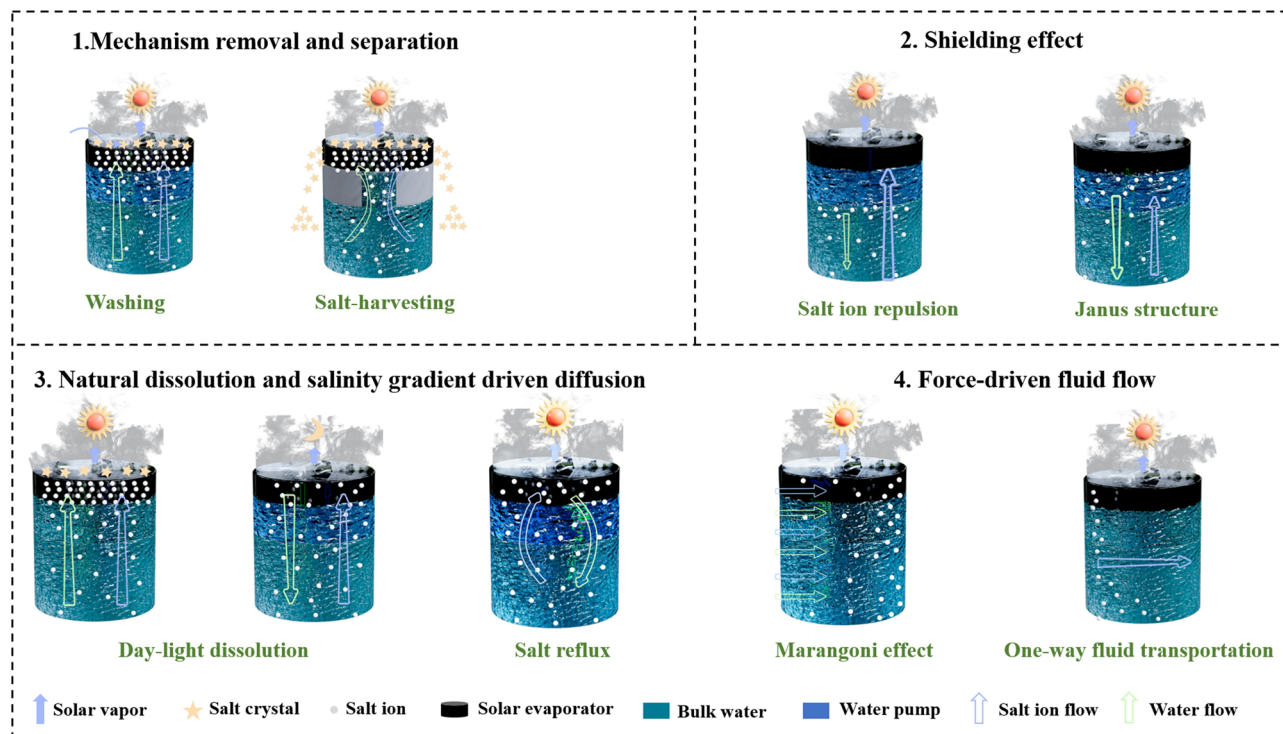 1.Mechanism removal and separation
2. Shielding effect
Washing
Salt-harvesting
Salt ion repulsion
Janus structure
3. Natural dissolution and salinity gradient driven diffusion
4. Force-driven fluid flow
Day-light dissolution
Salt reflux
Marangoni effect
One-way fluid transportation
Solar vapor
Salt crystal
Salt ion
Solar evaporator
Bulk water
Water pump
Salt ion flow
Water flow